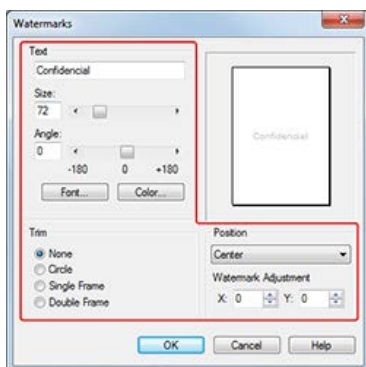 Watermarks
Text
Confidencial
Size:
72
Angle:
0
-180 0 +180
Font... Color...
Trim
None
Circle
Single Frame
Double Frame
Confidencial
Position
Center
Watermark Adjustment
X: 0 Y: 0
OK Cancel Help